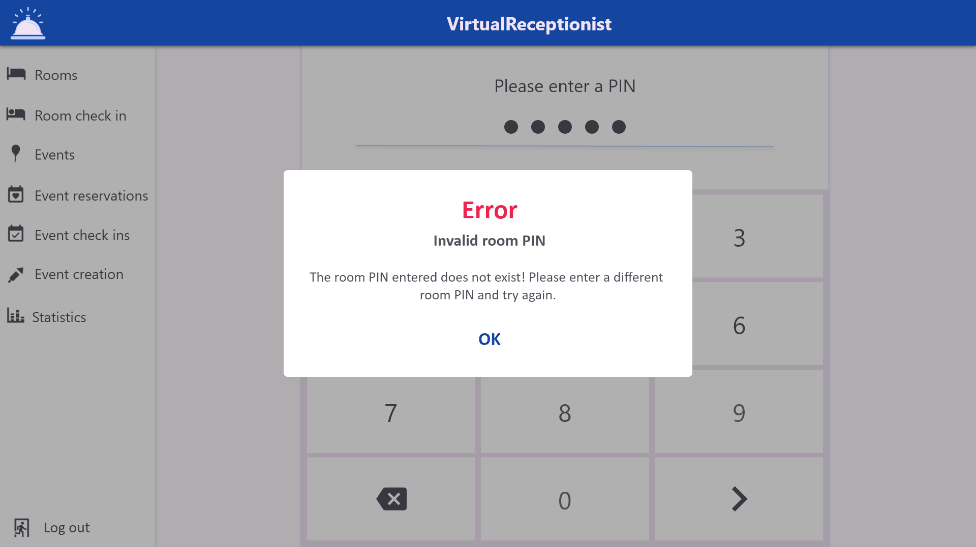 VirtualReceptionist
Rooms
Room check in
Events
Event reservations
Event check ins
Event creation
Statistics
Log out
Please enter a PIN
Error
Invalid room PIN
The room PIN entered does not exist! Please enter a different
room PIN and try again.
OK
3
6
7 8 9
0